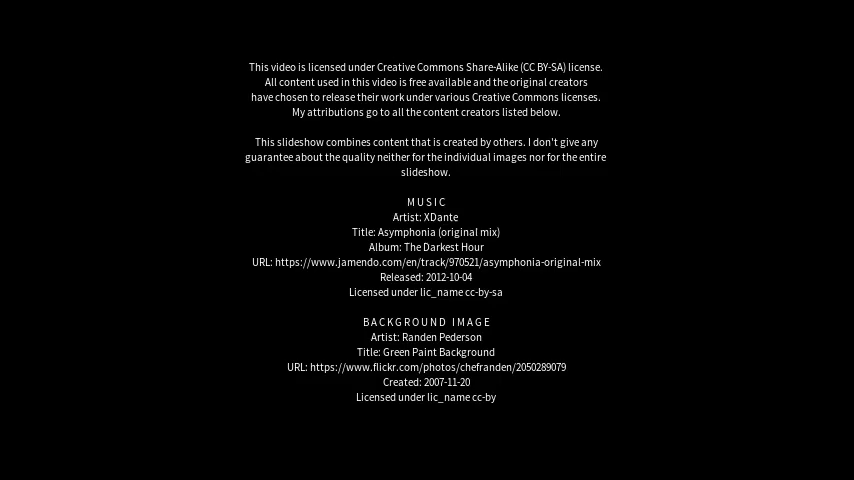 This video is licensed under Creative Commons Share-Alike (CC BY-SA) license.
All content used in this video is free available and the original creators
have chosen to release their work under various Creative Commons licenses.
My attributions go to all the content creators listed below.
This slideshow combines content that is created by others. I don't give any
guarantee about the quality neither for the individual images nor for the entire
slideshow.
MUSIC
Artist: XDante
Title: Asymphonia (original mix)
Album: The Darkest Hour
URL: https://www.jamendo.com/en/track/970521/asymphonia-original-mix
Released: 2012-10-04
Licensed under lic_name cc-by-sa
BACKGROUND IMAGE
Artist: Randen Pederson
Title: Green Paint Background
URL: https://www.flickr.com/photos/chefranden/2050289079
Created: 2007-11-20
Licensed under lic_name cc-by